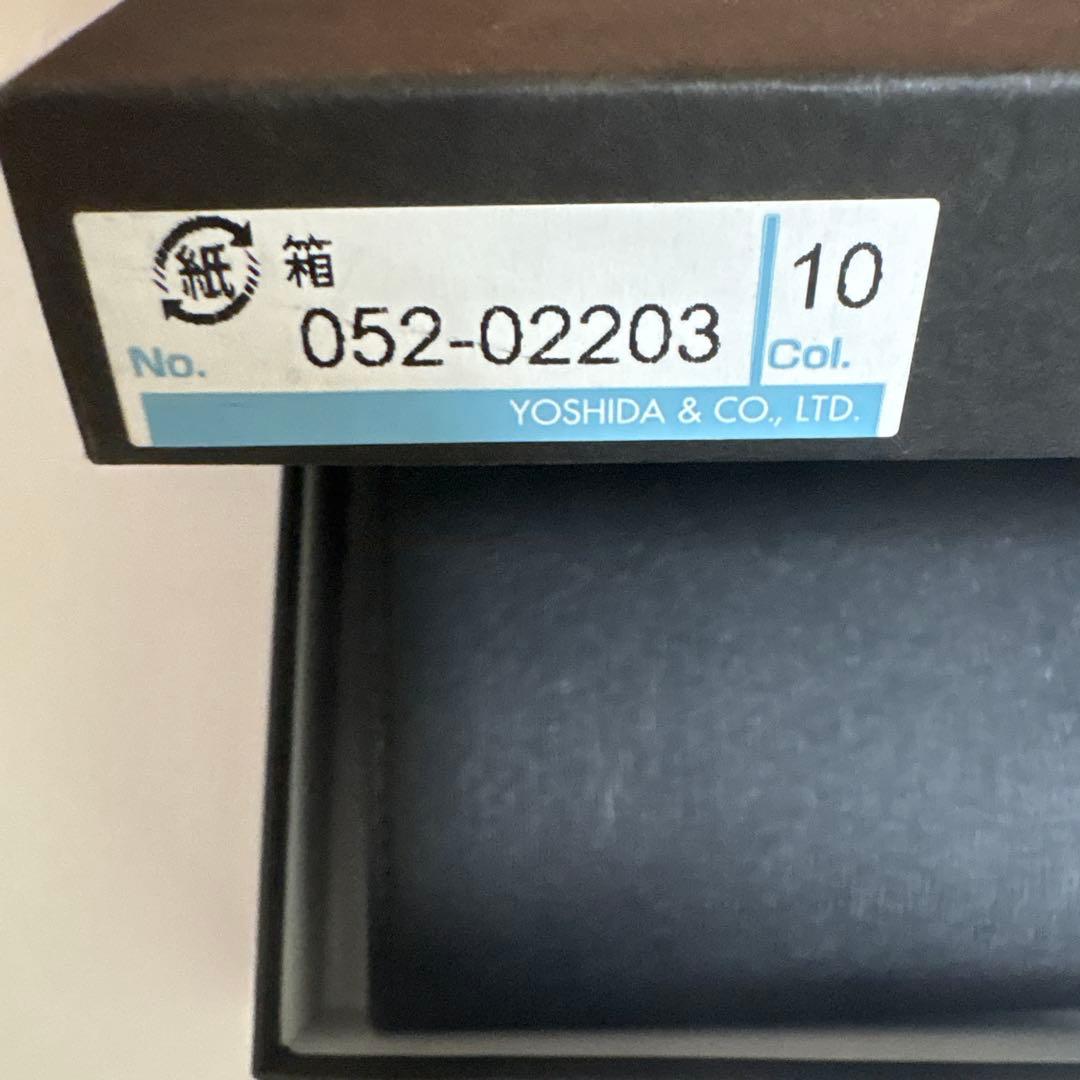 紙 箱 10
No. 052-02203 Col.
YOSHIDA & CO., LTD.